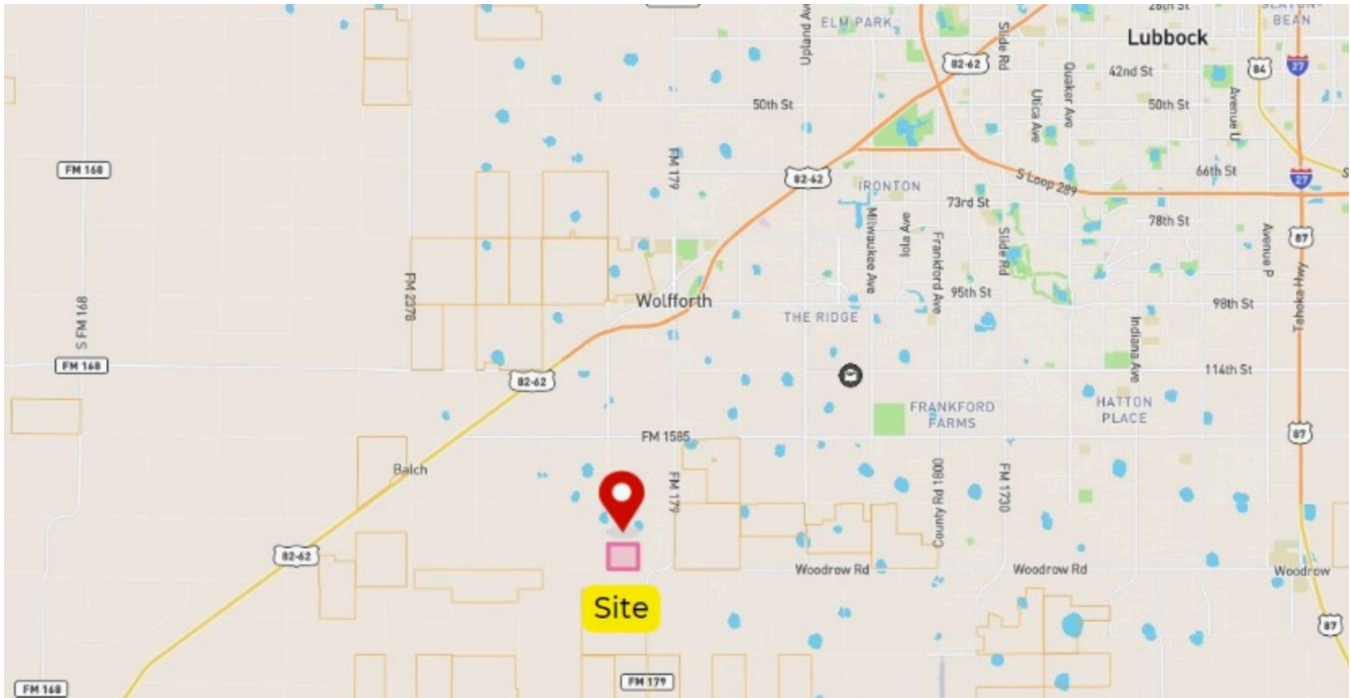 28th St
SLATON-
BEAN
ELM PARK
Upland Ave
Slide Rd
Lubbock
82-62
84
27
42nd St
Quaker Ave
Utica Ave
50th St
50th St
Avenue U
FM 168
FM 179
82-62
IRONTON
S Loop 289
66th St
27
73rd St
78th St
Milwaukee Ave
Iola Ave
Frankford Ave
Slide Rd
Avenue P
87
FM 2378
S FM 168
Wolfforth
THE RIDGE
95th St
98th St
Tahoka Hwy
Indiana Ave
FM 168
82-62
114th St
FRANKFORD
FARMS
HATTON
PLACE
FM 1585
87
Balch
FM 179
County Rd 1800
FM 1730
82-62
Woodrow Rd
Woodrow Rd
Woodrow
Site
87
FM 168
FM 179